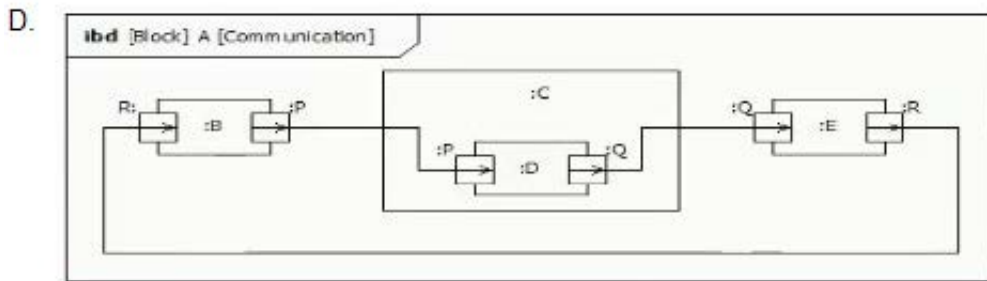 D.
ibd [Block] A [Communication]
:C
R:
:P
:Q
:R
:B
:E
:P
:Q
:D